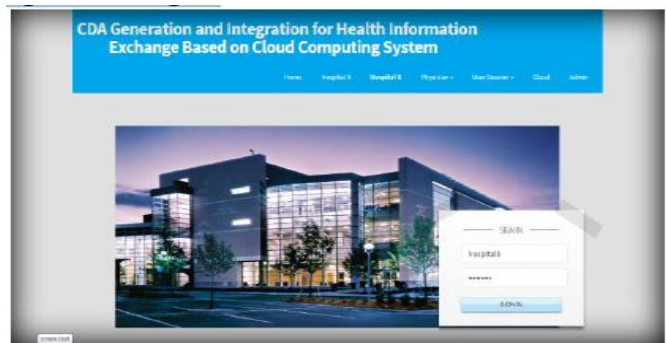 CDA Generation and Integration for Health Information
Exchange Based on Cloud Computing System
Home Hospital A Hospital B Physician User Cloud Admin
SIGN IN
hospital b
SIGN IN